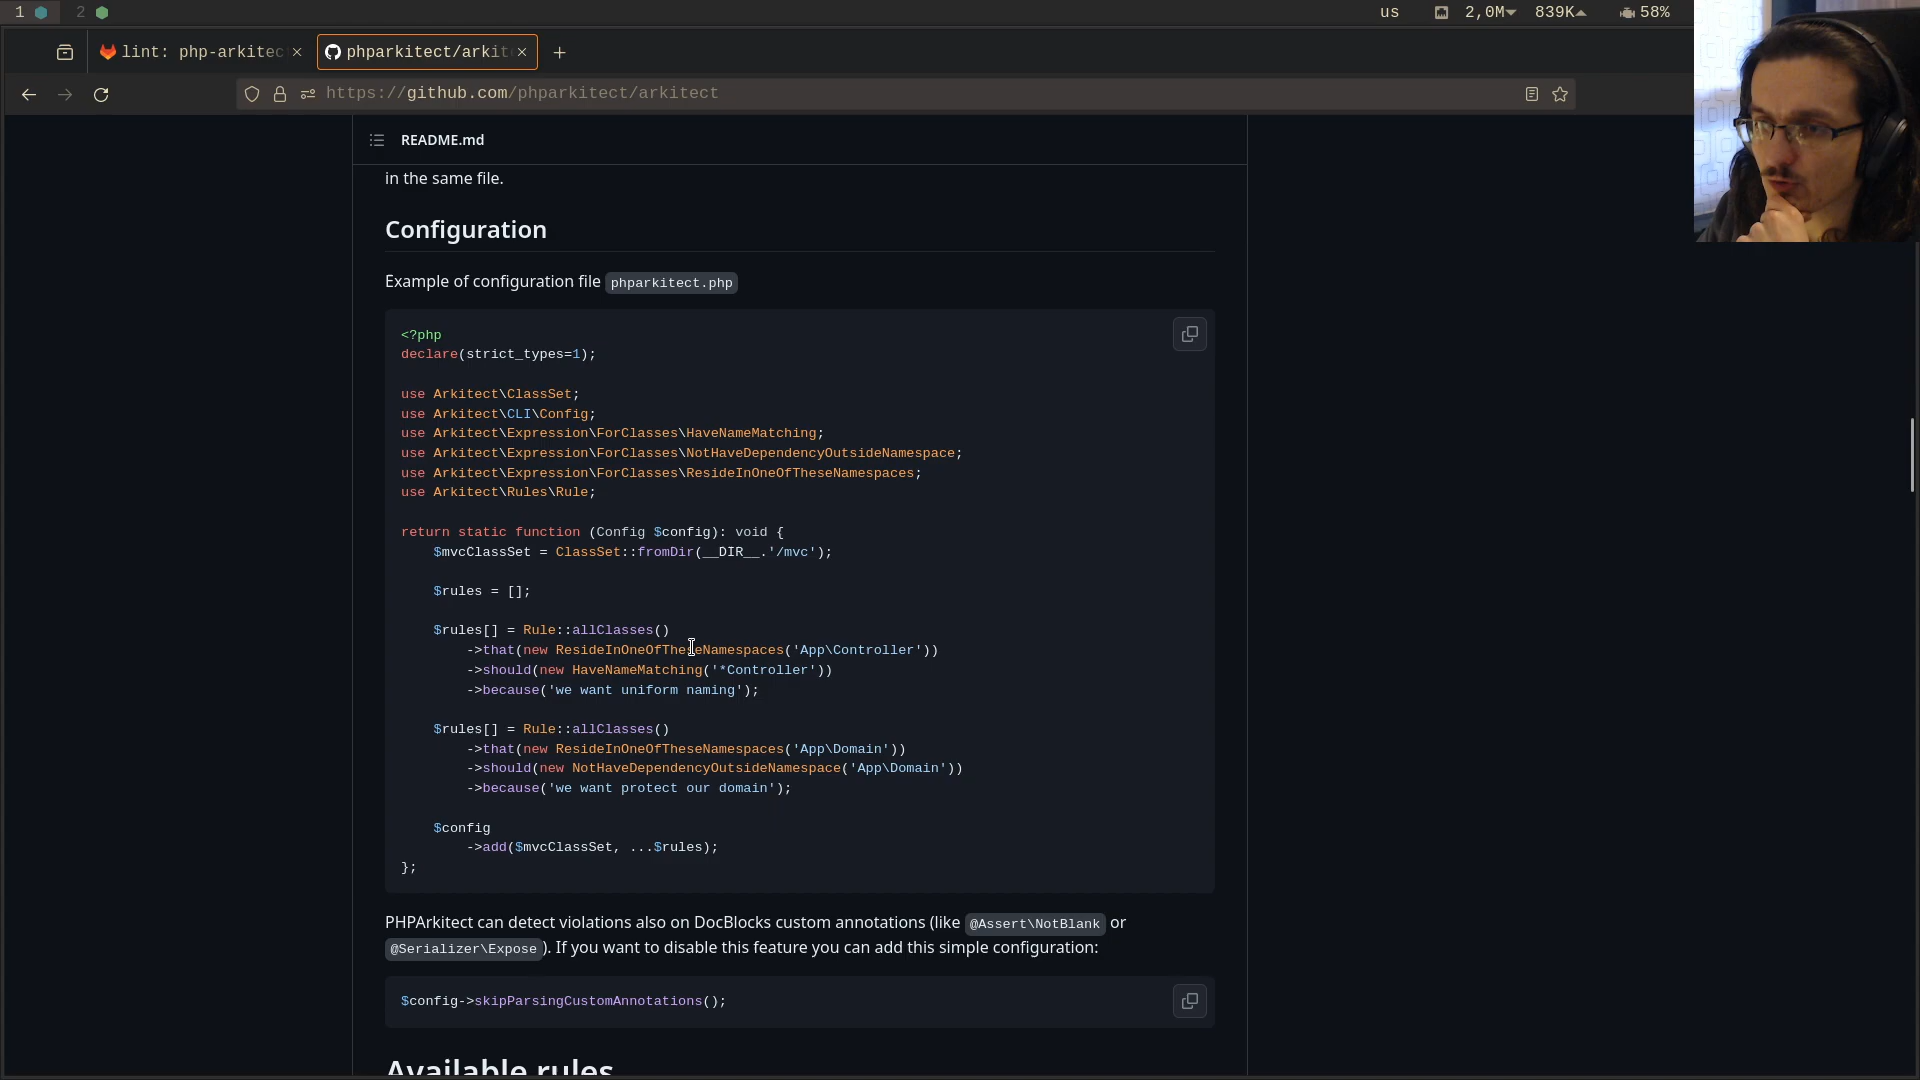 1 2 us 2,0M 839K 58%
lint: php-arkitec phparkitect/arkit
https://github.com/phparkitect/arkitect
README.md
in the same file.
Configuration
Example of configuration file phparkitect.php
<?php
declare(strict_types=1);
use Arkitect\ClassSet;
use Arkitect\CLI\Config;
use Arkitect\Expression\ForClasses\HaveNameMatching;
use Arkitect\Expression\ForClasses\NotHaveDependencyOutsideNamespace;
use Arkitect\Expression\ForClasses\ResideInOneOfTheseNamespaces;
use Arkitect\Rules\Rule;
return static function (Config $config): void {
    $mvcClassSet = ClassSet::fromDir(__DIR__.'/mvc');
    $rules = [];
    $rules[] = Rule::allClasses()
        ->that(new ResideInOneOfTheseNamespaces('App\Controller'))
        ->should(new HaveNameMatching('*Controller'))
        ->because('we want uniform naming');
    $rules[] = Rule::allClasses()
        ->that(new ResideInOneOfTheseNamespaces('App\Domain'))
        ->should(new NotHaveDependencyOutsideNamespace('App\Domain'))
        ->because('we want protect our domain');
    $config
        ->add($mvcClassSet, ...$rules);
};
PHPArkitect can detect violations also on DocBlocks custom annotations (like @Assert\NotBlank or
@Serializer\Expose). If you want to disable this feature you can add this simple configuration:
$config->skipParsingCustomAnnotations();
Available rules